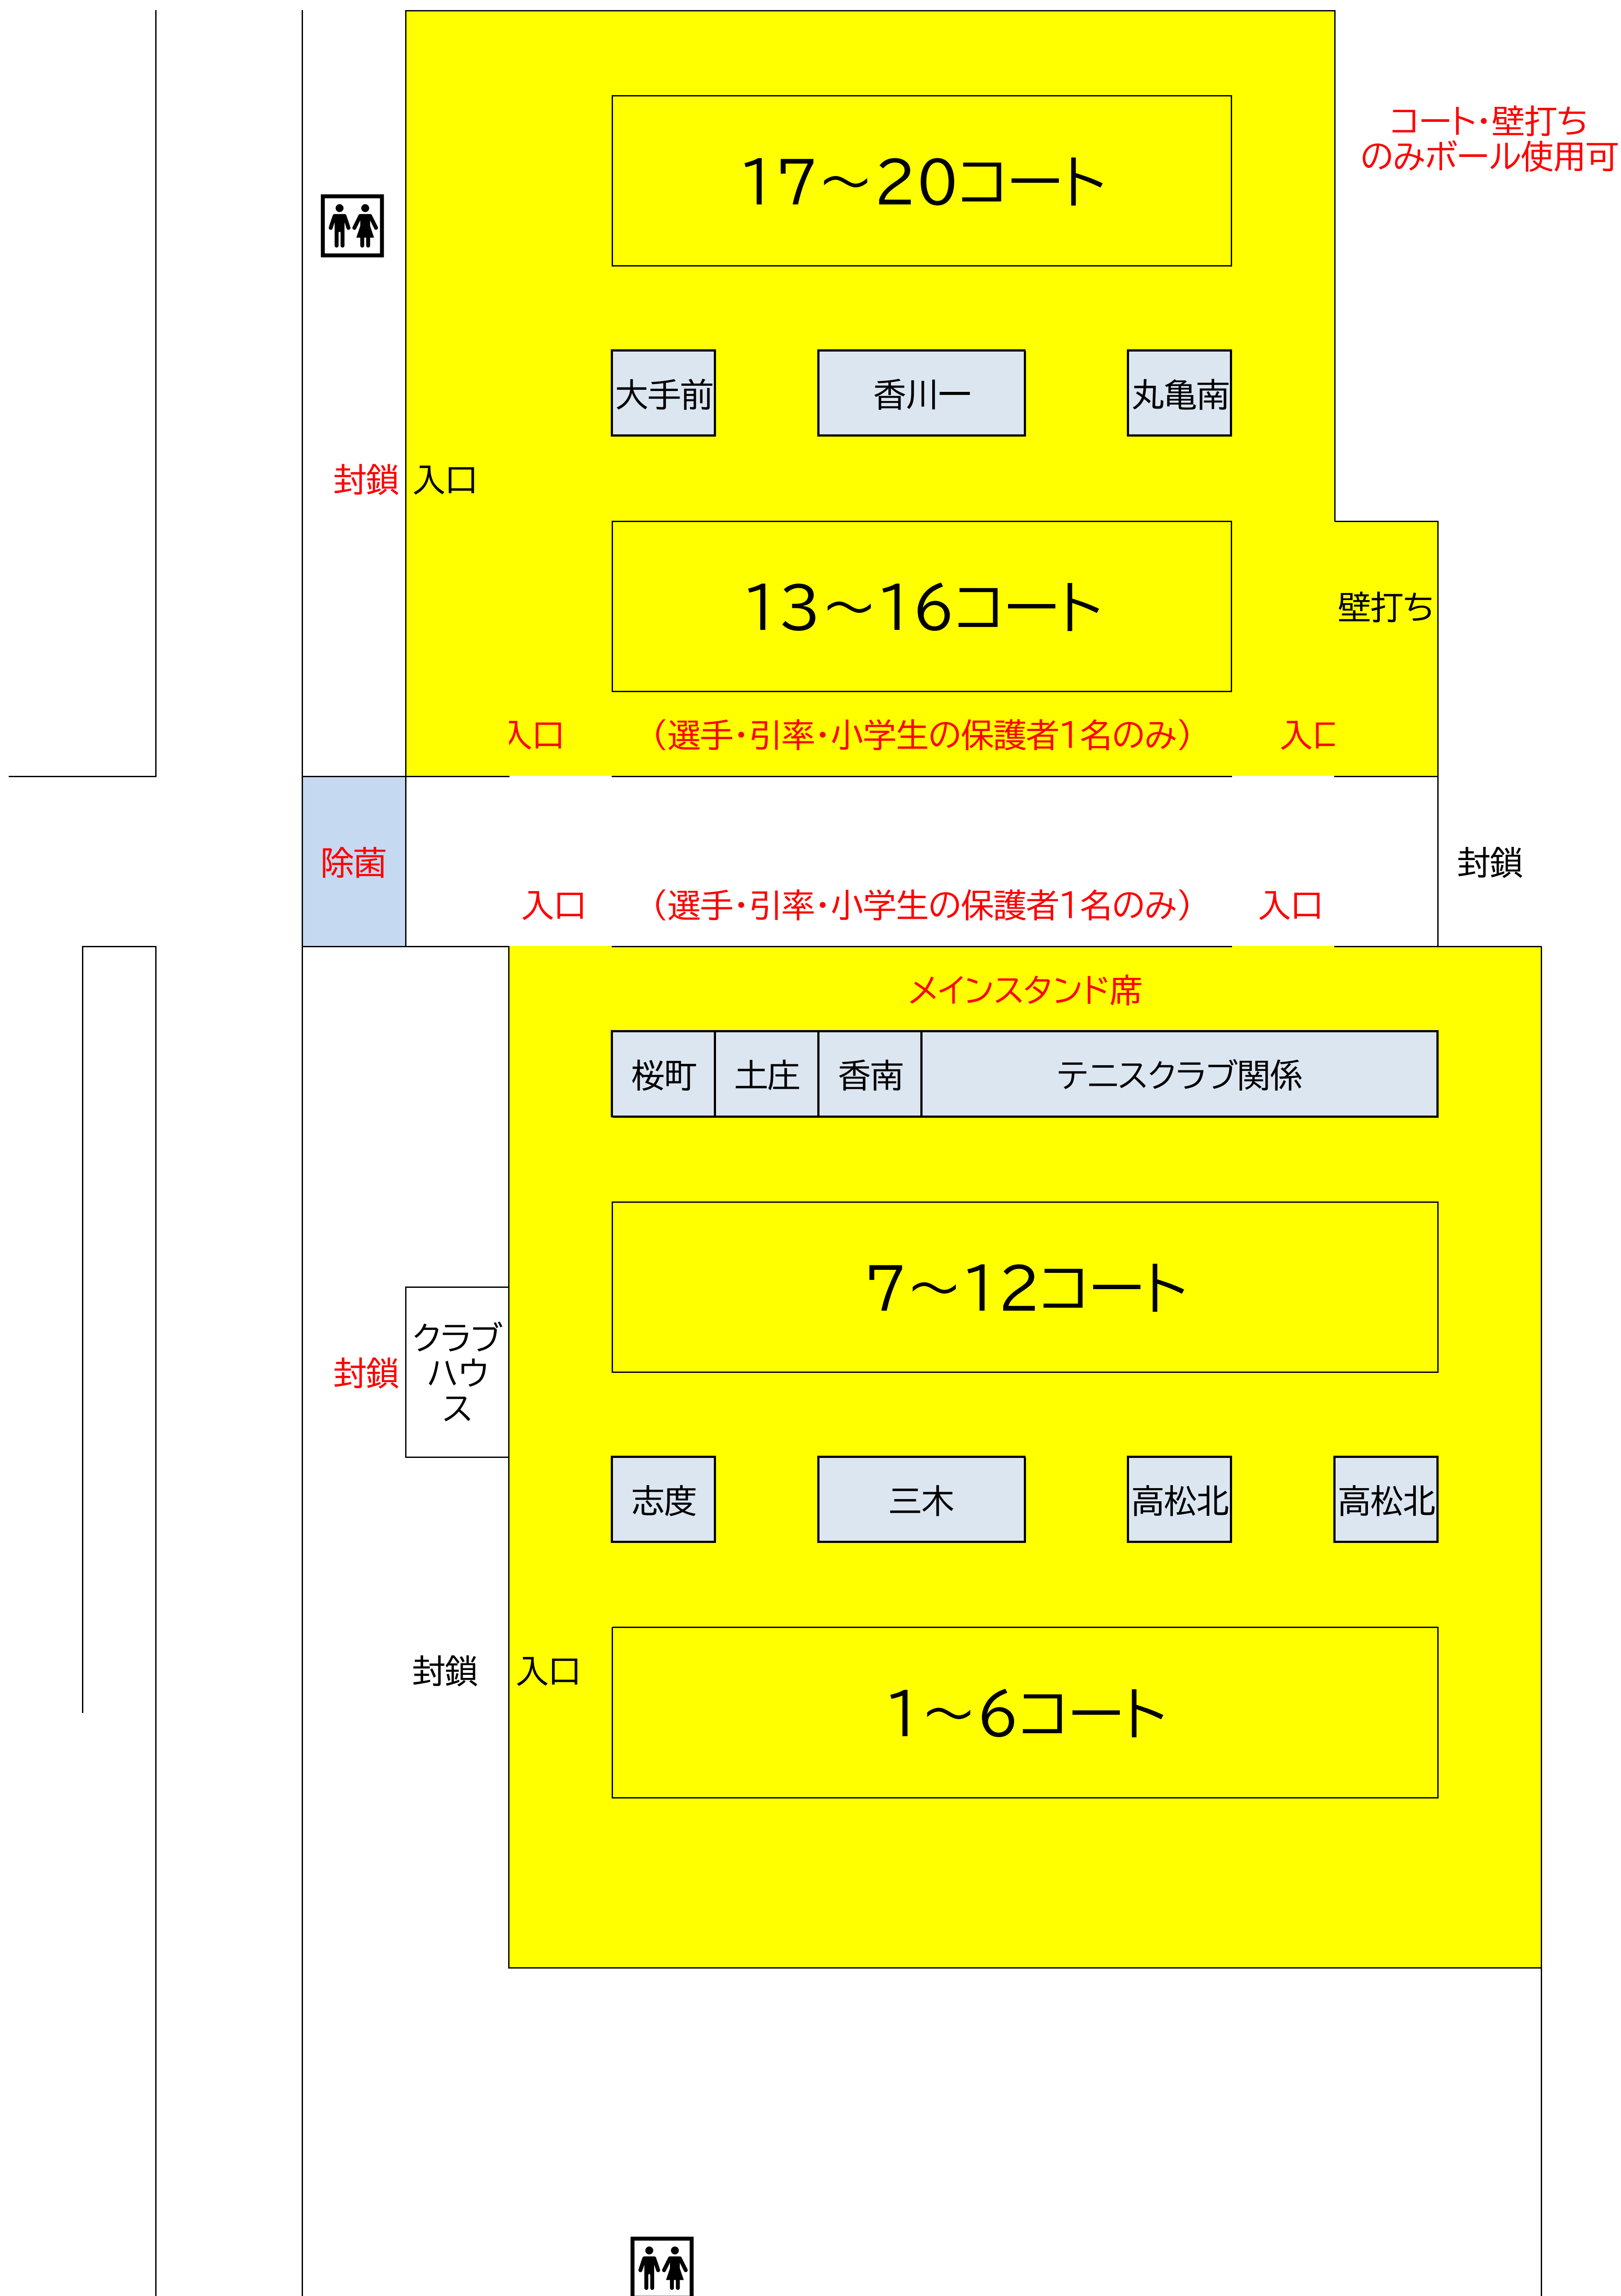 コート・壁打ち
のみボール使用可
17～20コート
大手前
香川一
丸亀南
封鎖
入口
13～16コート
壁打ち
入口
（選手・引率・小学生の保護者1名のみ）
入口
除菌
封鎖
入口
（選手・引率・小学生の保護者1名のみ）
入口
メインスタンド席
桜町
土庄
香南
テニスクラブ関係
7～12コート
封鎖
クラブ
ハウ
ス
志度
三木
高松北
高松北
封鎖
入口
1～6コート